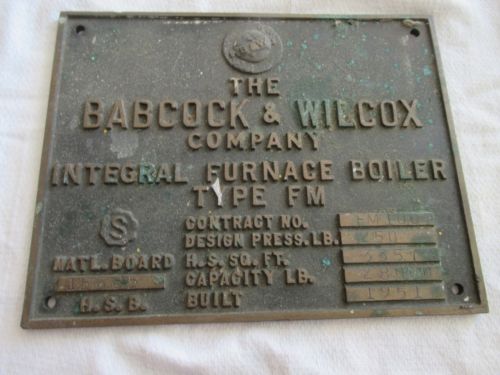 THE
BABCOCK & WILCOX
COMPANY
INTEGRAL FURNACE BOILER
TYPE FM
CONTRACT NO.
DESIGN PRESS. LB.
S
MATL. BOARD
H.S. SQ. FT.
CAPACITY LB.
H.S.B.
BUILT 1951